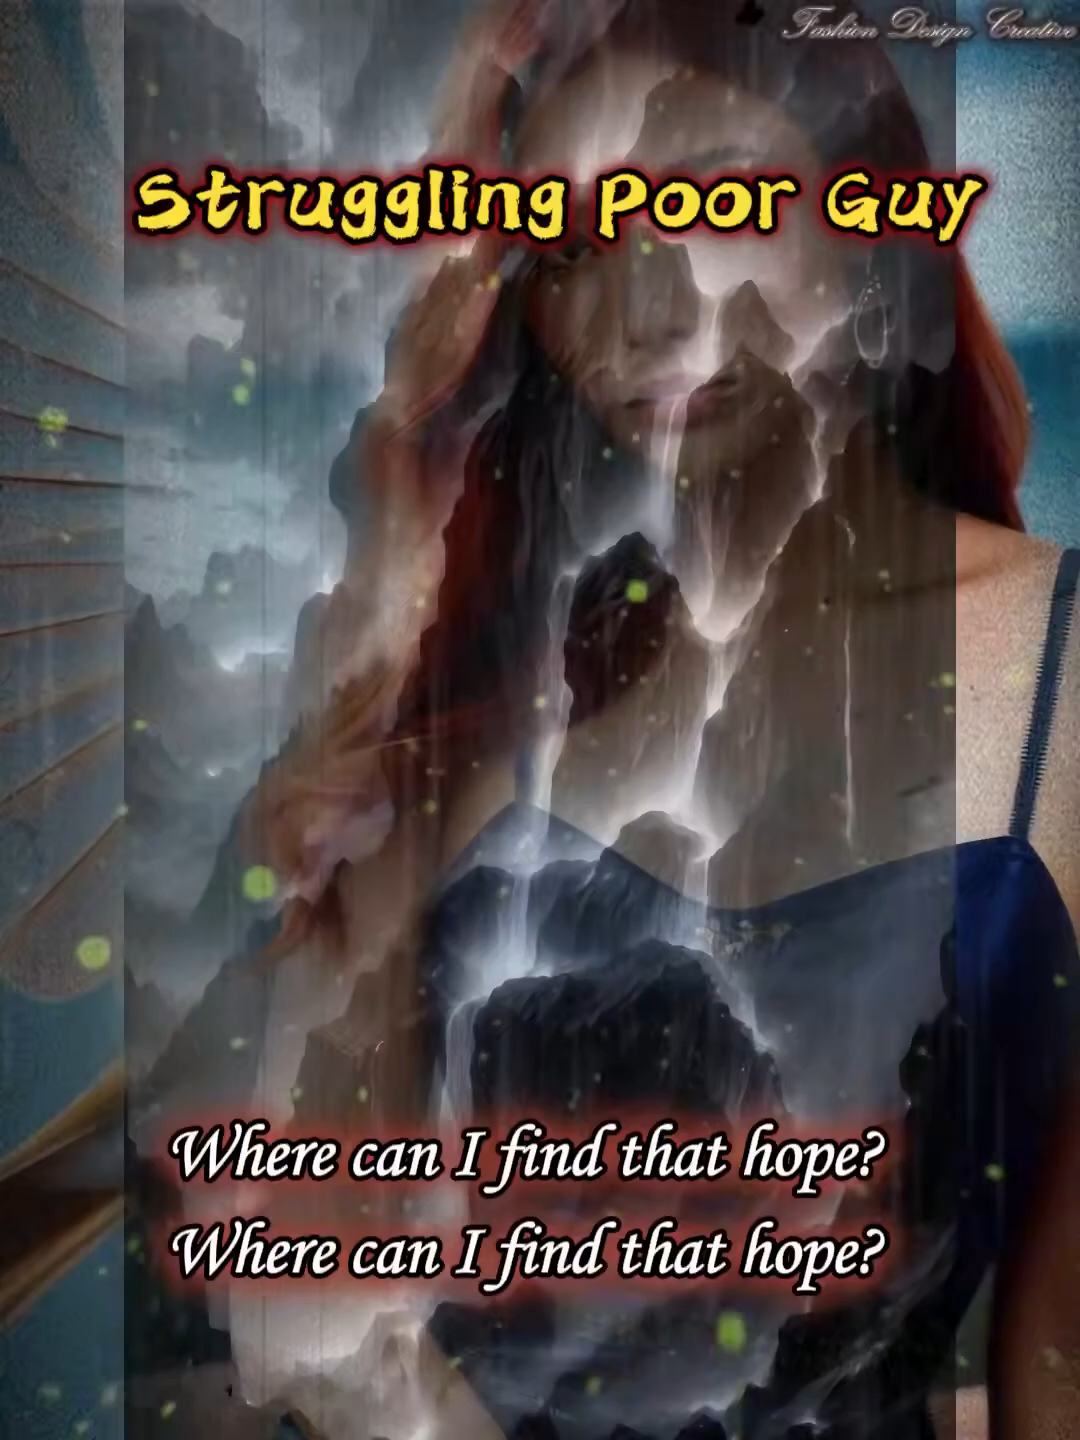 Fashion Design Creative
Struggling Poor Guy
Where can I find that hope?
Where can I find that hope?